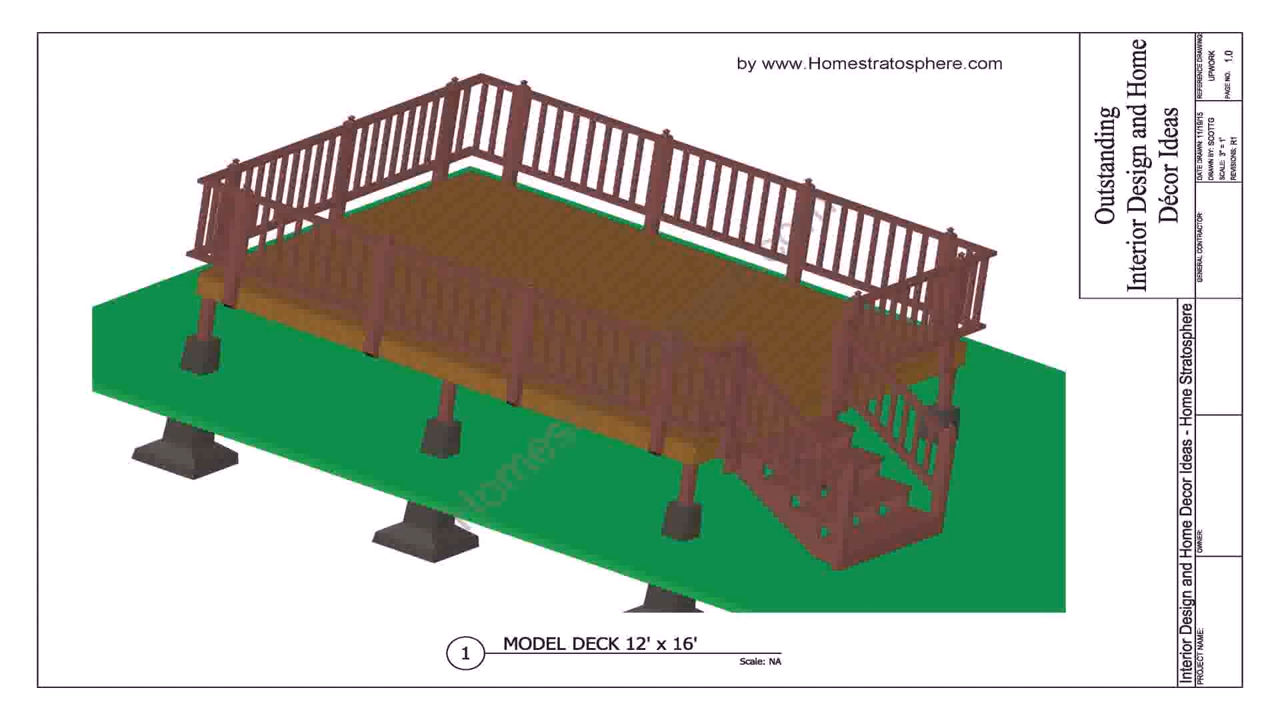 by www.Homestratosphere.com
Outstanding
Interior Design and Home
Décor Ideas
REFERENCE DRAWING:
UPWORK
PAGE NO. 1.0
DATE DRAWN: 11/19/15
DRAWN BY: SCOTTG
SCALE: 3" = 1'
REVISIONS: R1
GENERAL CONTRACTOR:
Interior Design and Home Decor Ideas - Home Stratosphere
OWNER:
PROJECT NAME:
1
MODEL DECK 12' x 16'
Scale: NA